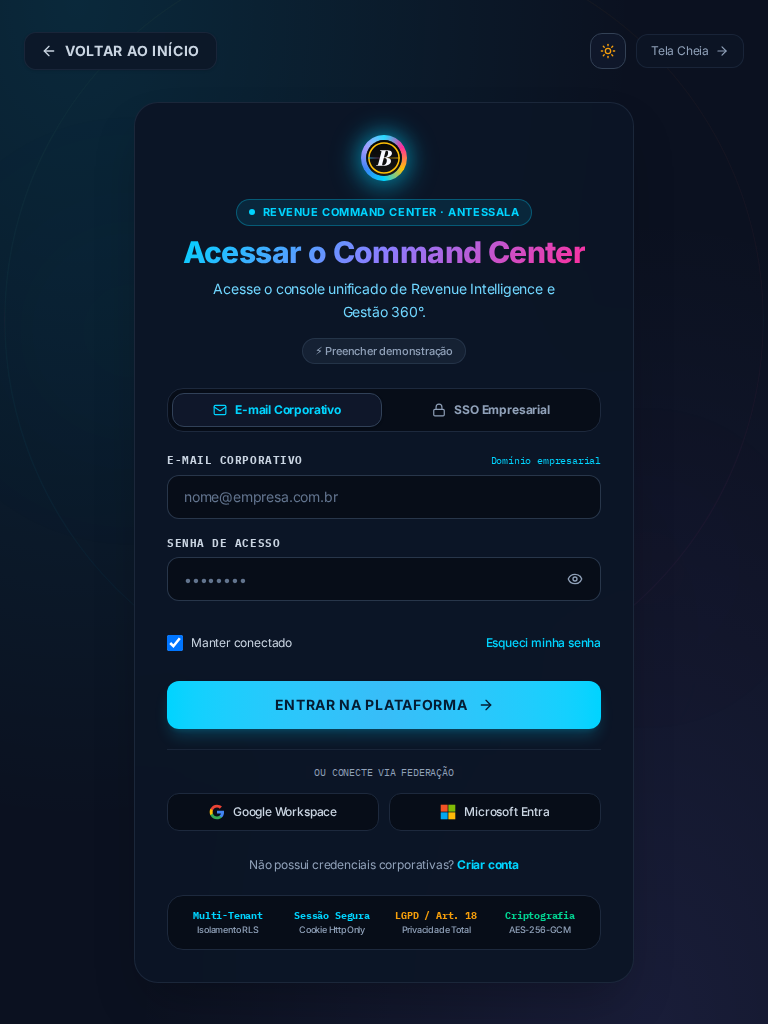 VOLTAR AO INÍCIO
Tela Cheia
B
REVENUE COMMAND CENTER · ANTESSALA
Acessar o Command Center
Acesse o console unificado de Revenue Intelligence e
Gestão 360°.
⚡ Preencher demonstração
E-mail Corporativo
SSO Empresarial
E-MAIL CORPORATIVO
Domínio empresarial
nome@empresa.com.br
SENHA DE ACESSO
••••••••
Manter conectado
Esqueci minha senha
ENTRAR NA PLATAFORMA
OU CONECTE VIA FEDERAÇÃO
Google Workspace
Microsoft Entra
Não possui credenciais corporativas? Criar conta
Multi-Tenant
Isolamento RLS
Sessão Segura
Cookie HttpOnly
LGPD / Art. 18
Privacidade Total
Criptografia
AES-256-GCM